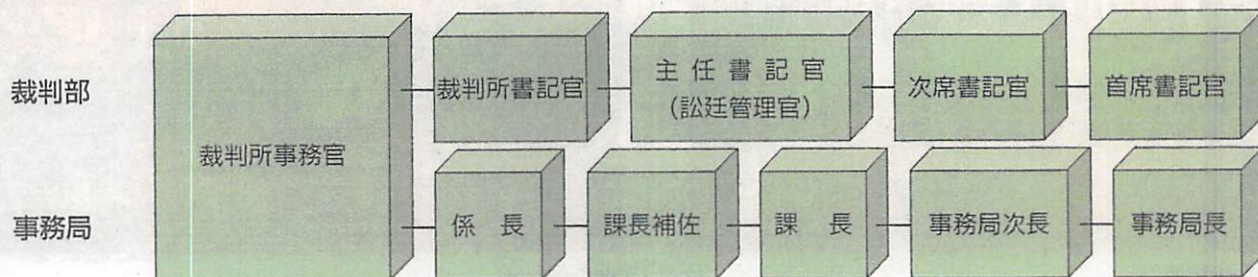 裁判部
裁判所事務官
裁判所書記官
主任書記官
(訟廷管理官)
次席書記官
首席書記官
事務局
係長
課長補佐
課長
事務局次長
事務局長